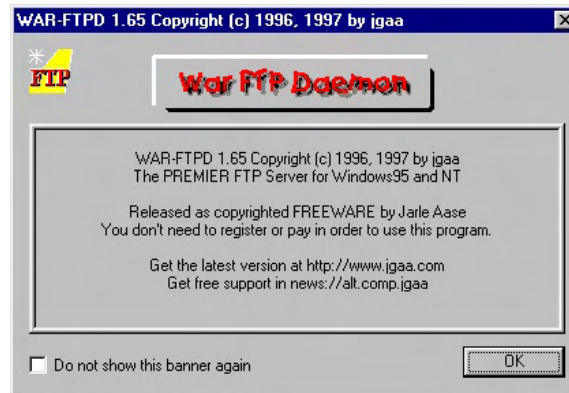 WAR-FTPD 1.65 Copyright (c) 1996, 1997 by jgaa
FTP
War FTP Daemon
WAR-FTPD 1.65 Copyright (c) 1996, 1997 by jgaa
The PREMIER FTP Server for Windows95 and NT
Released as copyrighted FREEWARE by Jarle Aase
You don't need to register or pay in order to use this program.
Get the latest version at http://www.jgaa.com
Get free support in news://alt.comp.jgaa
Do not show this banner again
OK